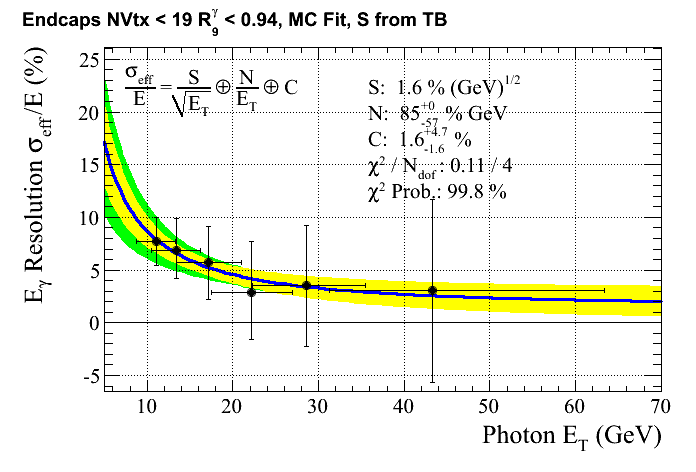 Endcaps NVtx < 19 R₉^γ < 0.94, MC Fit, S from TB
σ_eff/E = S/√E_T ⊕ N/E_T ⊕ C
S: 1.6 % (GeV)^1/2
N: 85 +0 -57 % GeV
C: 1.6 +4.7 -1.6 %
χ² / N_dof : 0.11 / 4
χ² Prob.: 99.8 %
E_γ Resolution σ_eff/E (%)
25
20
15
10
5
0
-5
10 20 30 40 50 60 70
Photon E_T (GeV)